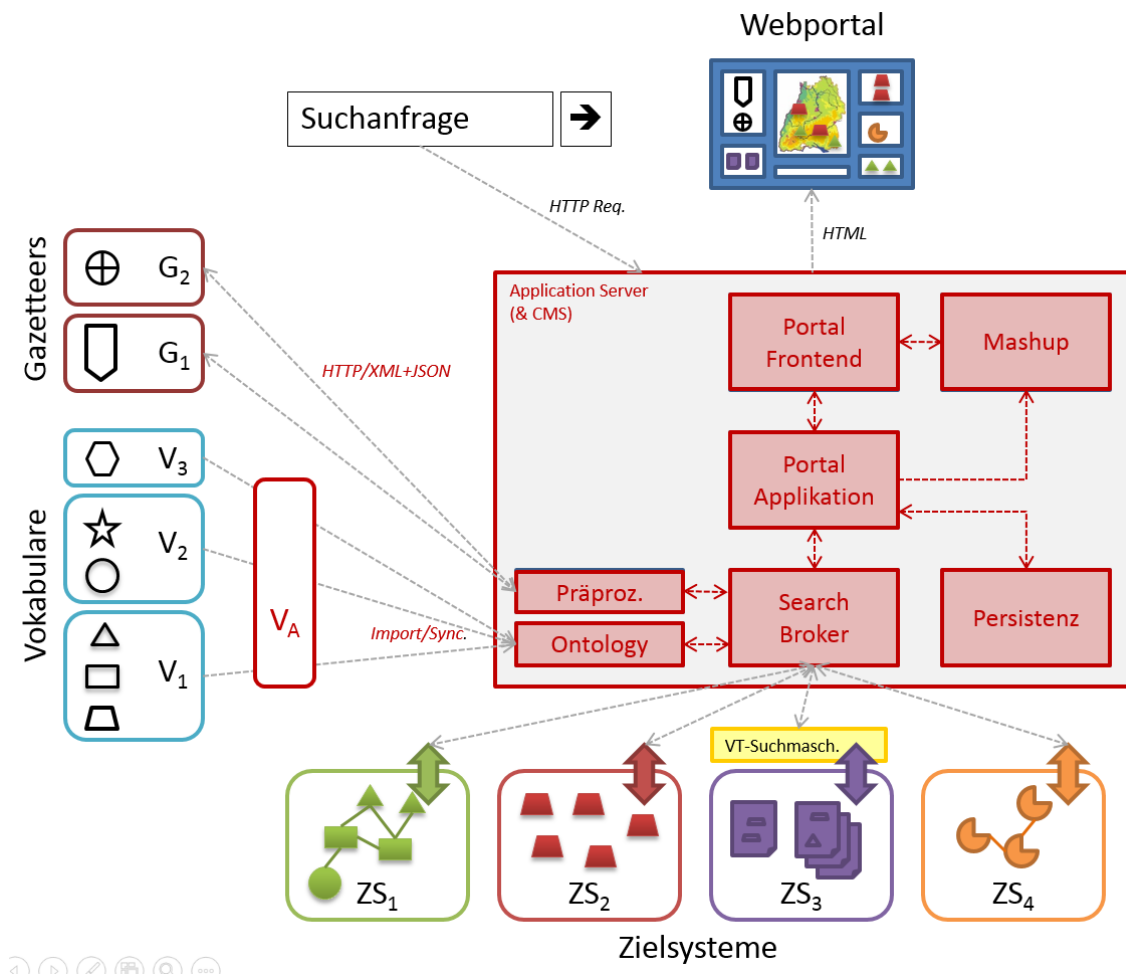 Webportal
Suchanfrage
HTTP Req.
HTML
Gazetteers
G2
G1
HTTP/XML+JSON
Application Server
(& CMS)
Portal
Frontend
Mashup
Portal
Applikation
Vokabulare
V3
V2
V1
VA
Import/Sync.
Präproz.
Ontology
Search
Broker
Persistenz
VT-Suchmasch.
ZS1
ZS2
ZS3
ZS4
Zielsysteme